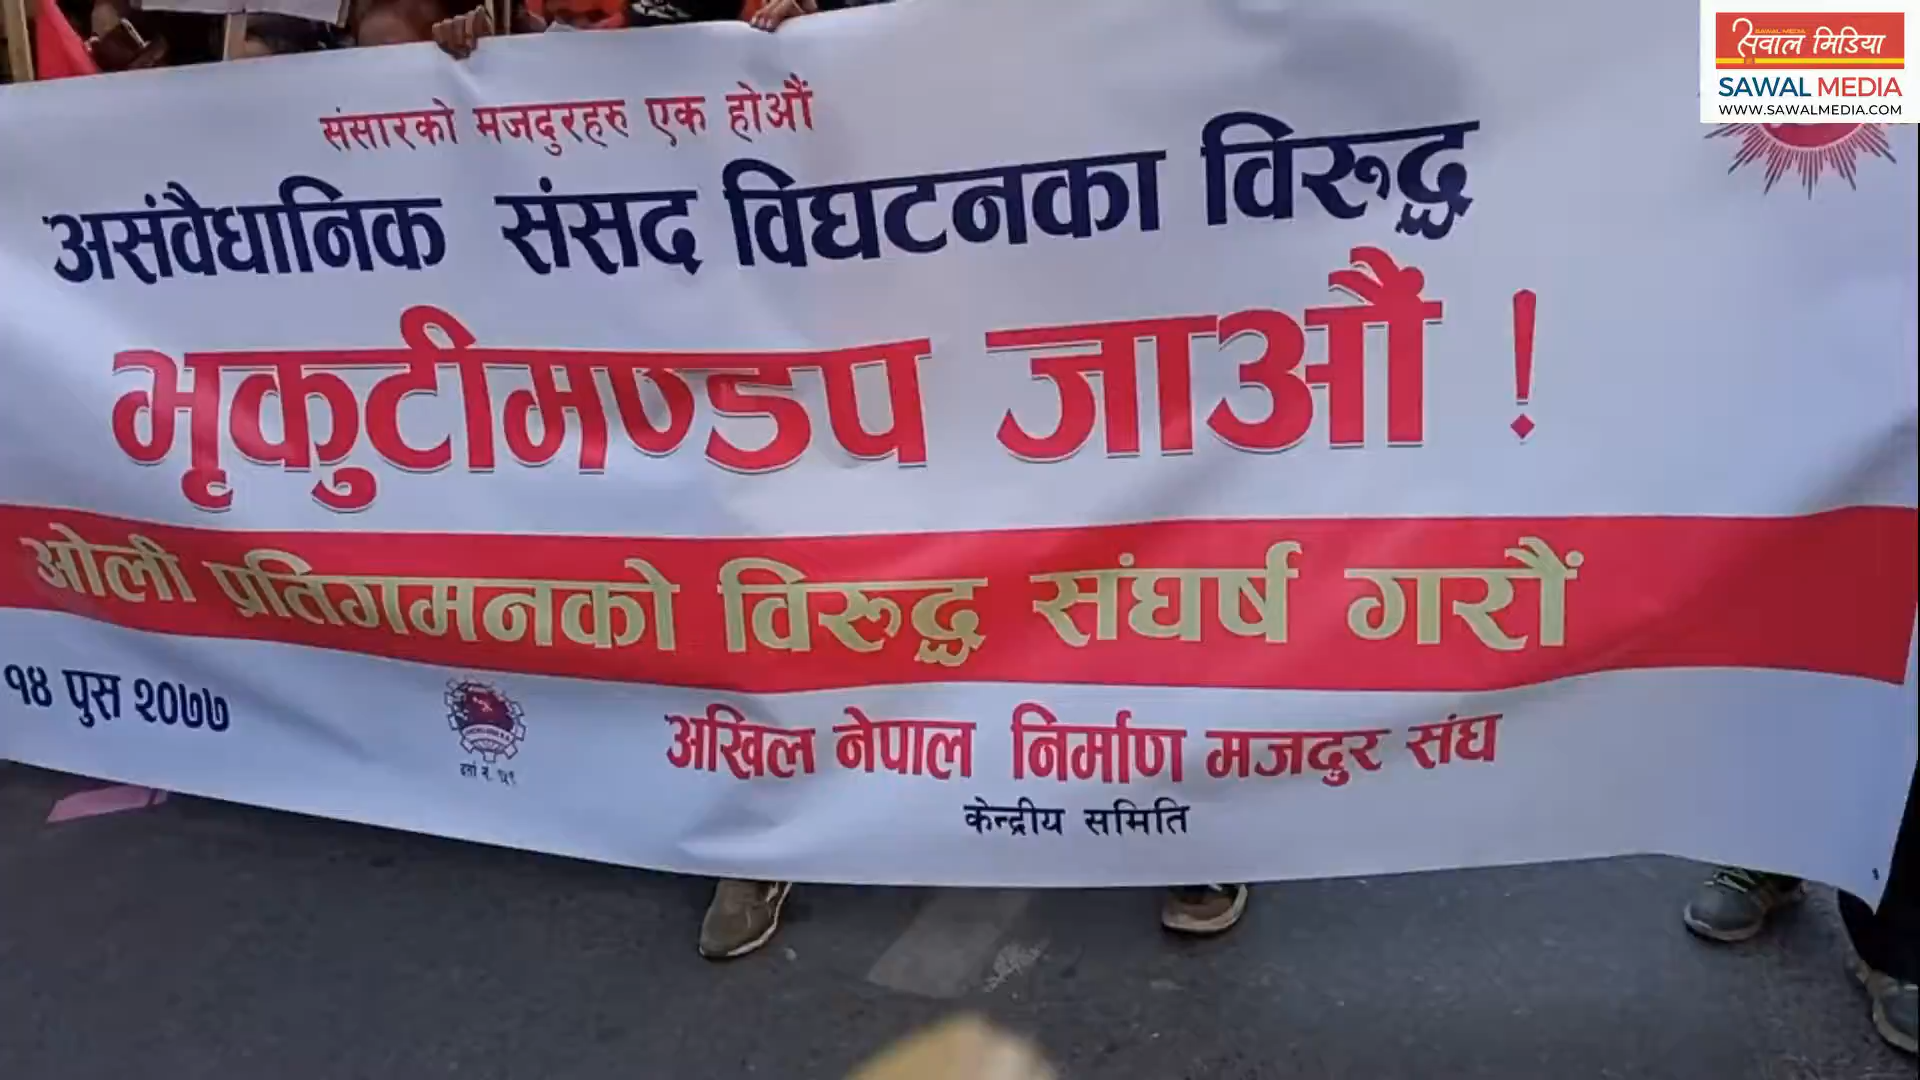 सवाल मिडिया
SAWAL MEDIA
WWW.SAWALMEDIA.COM
संसारको मजदुरहरु एक होऔं
असंवैधानिक संसद विघटनका विरुद्ध
भृकुटीमण्डप जाऔं !
ओली प्रतिगमनको विरुद्ध संघर्ष गरौं
१४ पुस २०७७
अखिल नेपाल निर्माण मजदुर संघ
केन्द्रीय समिति